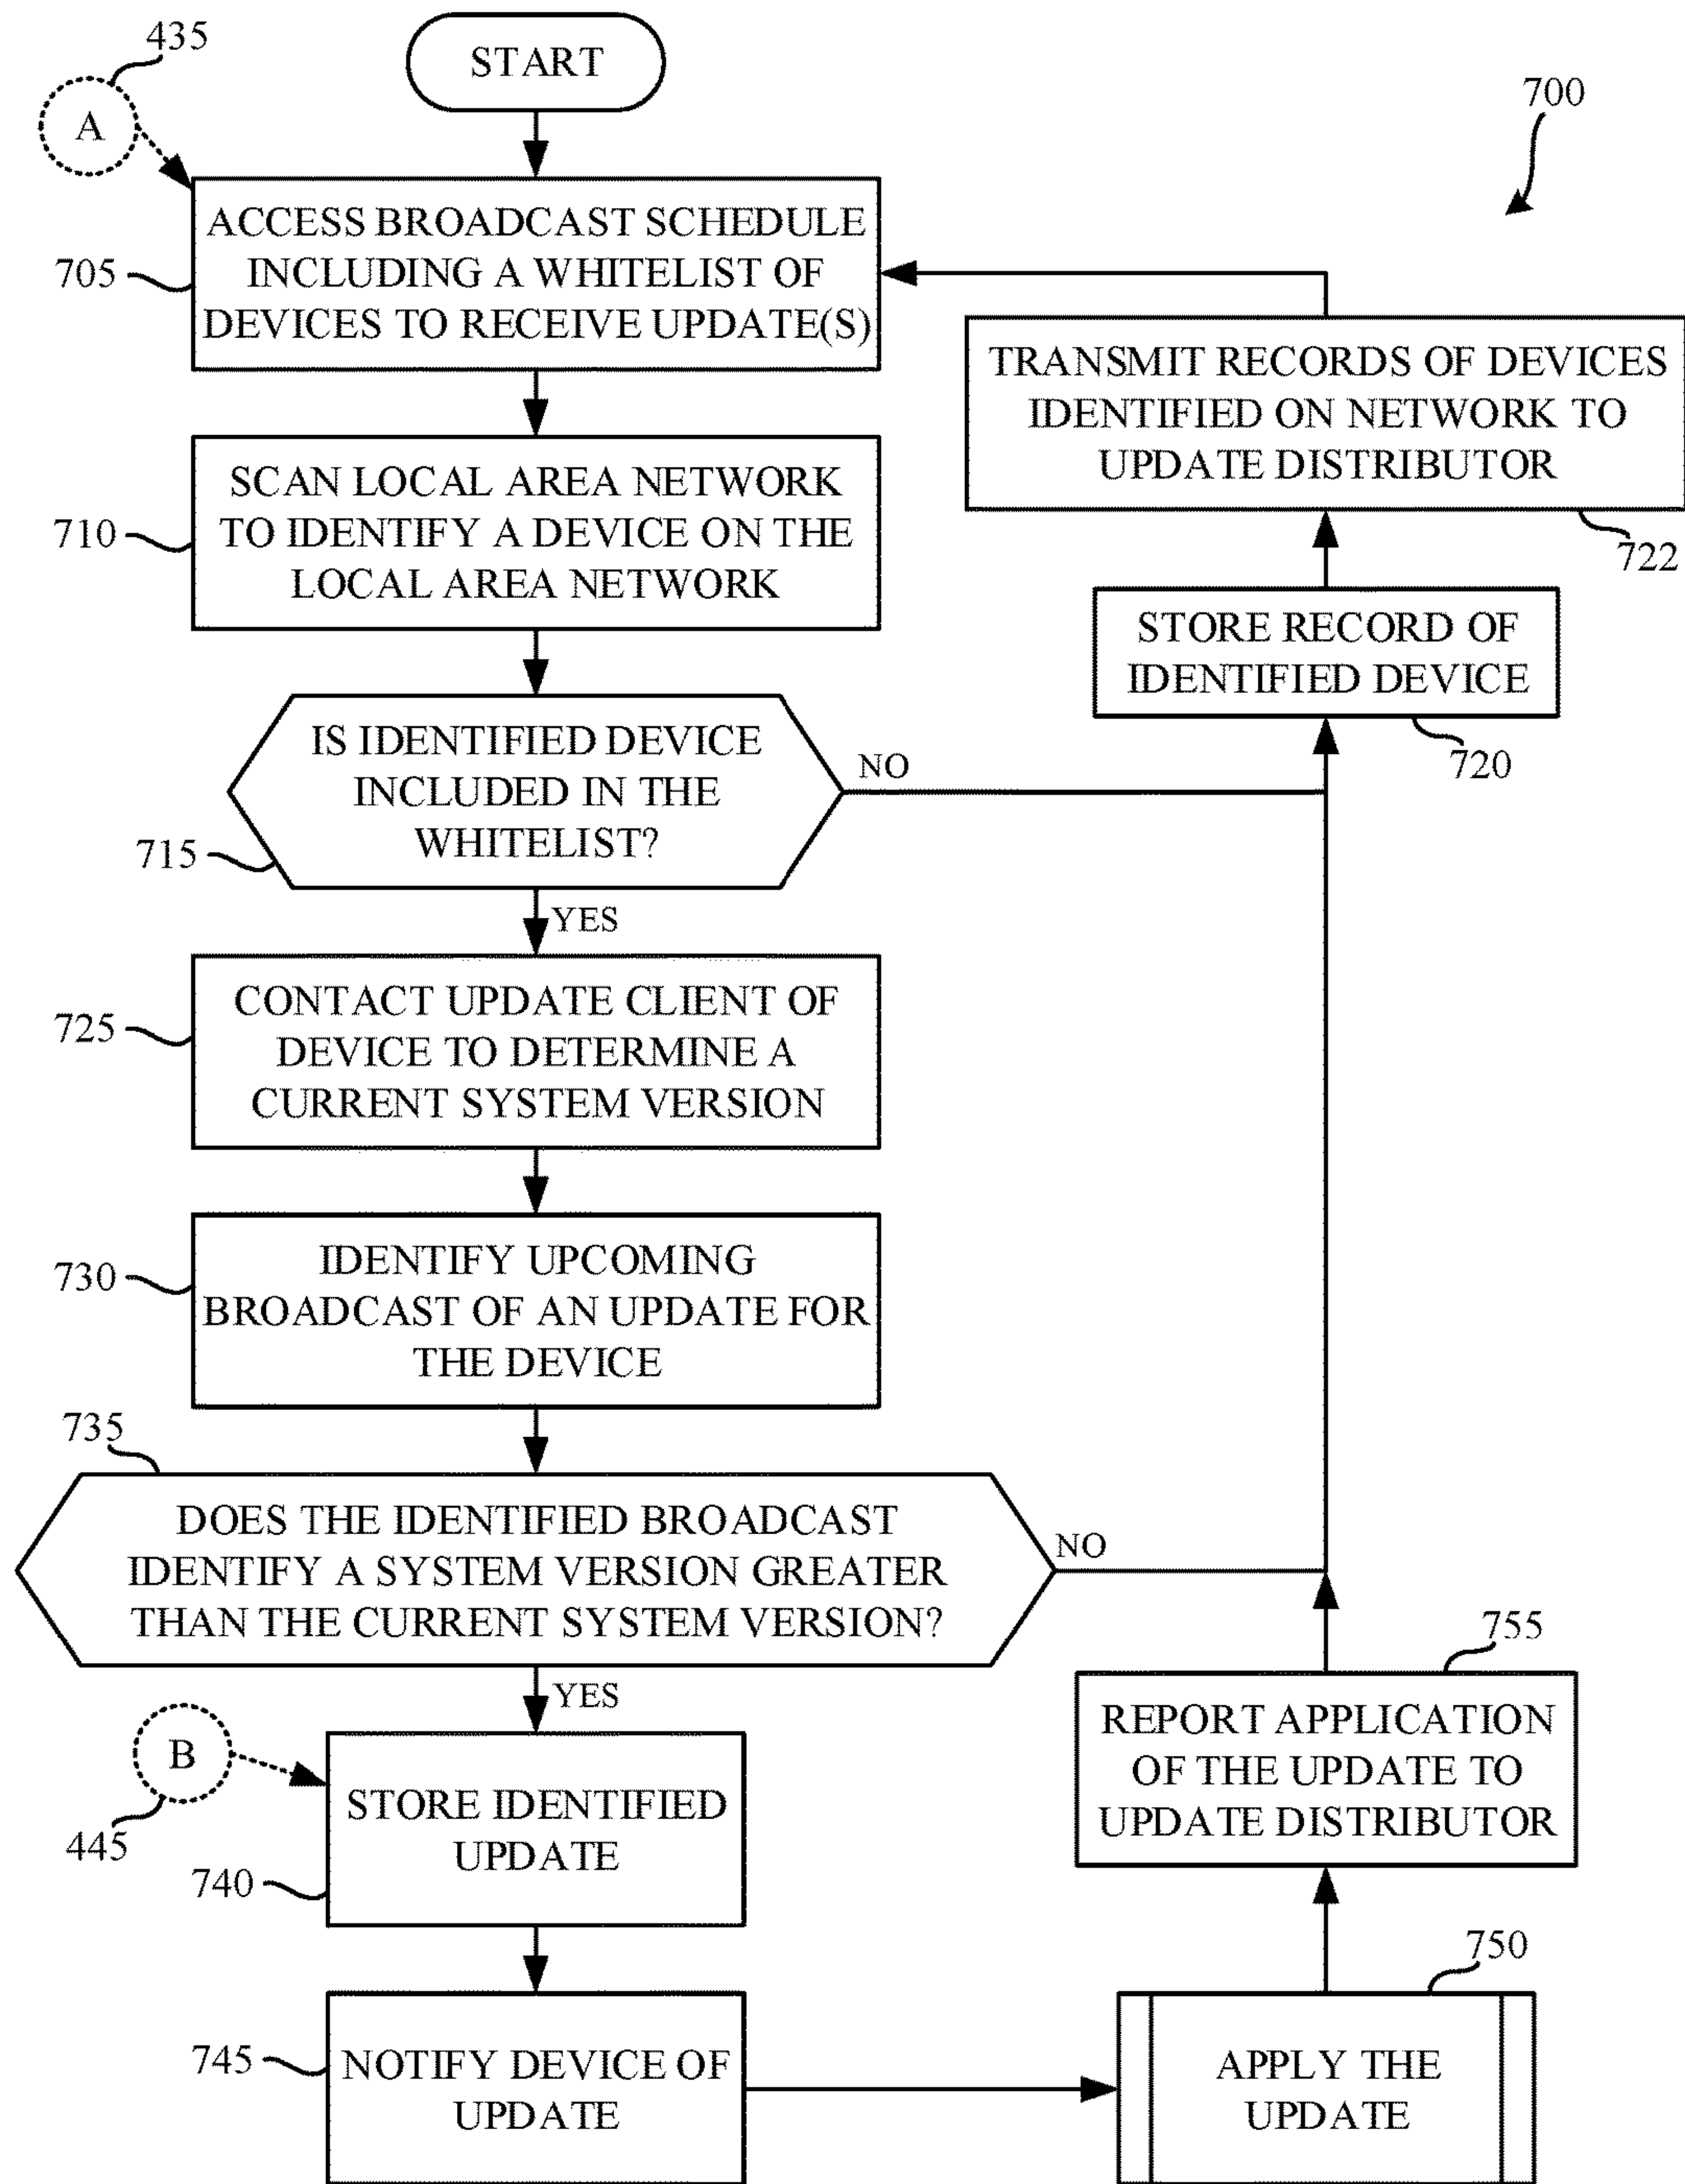 435
START
A
700
ACCESS BROADCAST SCHEDULE
INCLUDING A WHITELIST OF
DEVICES TO RECEIVE UPDATE(S)
705
TRANSMIT RECORDS OF DEVICES
IDENTIFIED ON NETWORK TO
UPDATE DISTRIBUTOR
722
SCAN LOCAL AREA NETWORK
TO IDENTIFY A DEVICE ON THE
LOCAL AREA NETWORK
710
STORE RECORD OF
IDENTIFIED DEVICE
720
IS IDENTIFIED DEVICE
INCLUDED IN THE
WHITELIST?
NO
715
YES
CONTACT UPDATE CLIENT OF
DEVICE TO DETERMINE A
CURRENT SYSTEM VERSION
725
IDENTIFY UPCOMING
BROADCAST OF AN UPDATE FOR
THE DEVICE
730
735
DOES THE IDENTIFIED BROADCAST
IDENTIFY A SYSTEM VERSION GREATER
THAN THE CURRENT SYSTEM VERSION?
NO
YES
B
445
STORE IDENTIFIED
UPDATE
740
755
REPORT APPLICATION
OF THE UPDATE TO
UPDATE DISTRIBUTOR
745
NOTIFY DEVICE OF
UPDATE
750
APPLY THE
UPDATE